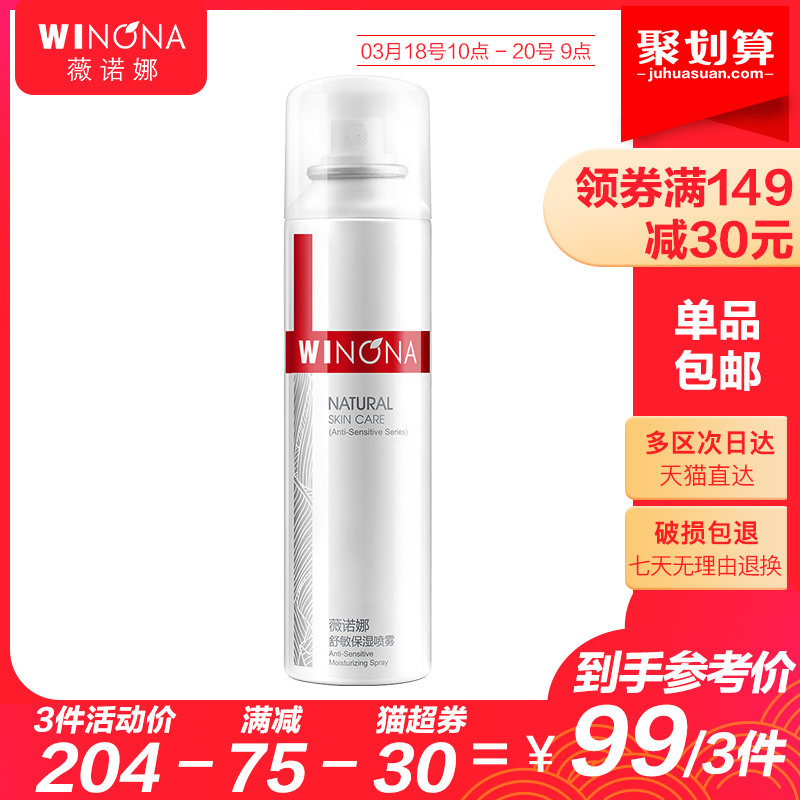 WINONA
薇诺娜
03月18号10点 – 20号 9点
聚划算
juhuasuan.com
领券满149
减30元
单品
包邮
多区次日达
天猫直达
破损包退
七天无理由退换
WINONA
NATURAL
SKIN CARE
(Anti-Sensitive Series)
薇诺娜
舒敏保湿喷雾
Anti-Sensitive
Moisturizing Spray
到手参考价
3件活动价 满减 猫超券
204 – 75 – 30 = ¥ 99/3件